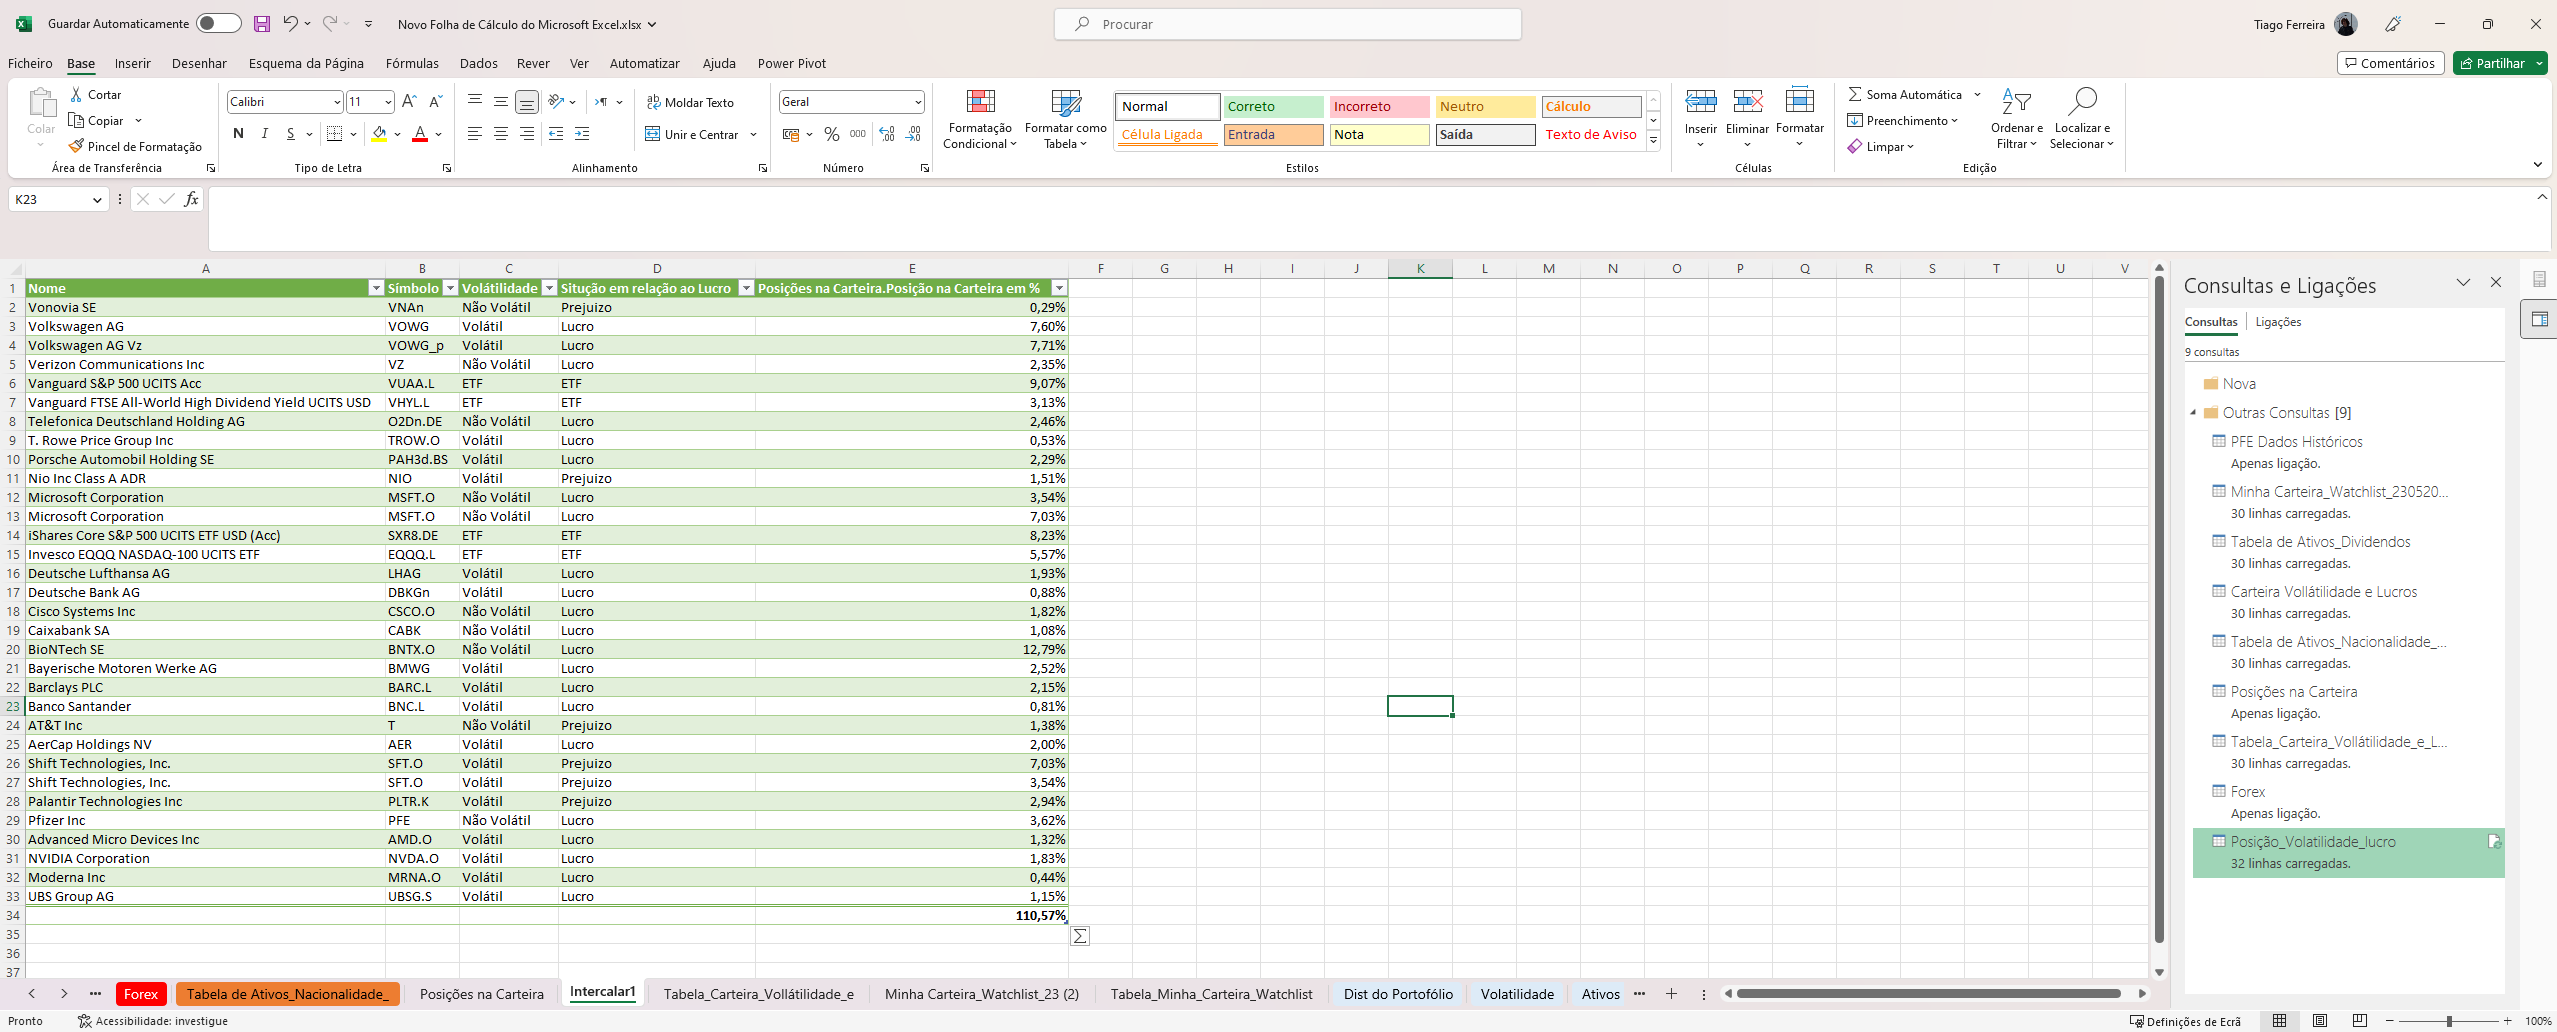 Guardar Automaticamente
Novo Folha de Cálculo do Microsoft Excel.xlsx
Procurar
Tiago Ferreira
Ficheiro Base Inserir Desenhar Esquema da Página Fórmulas Dados Rever Ver Automatizar Ajuda Power Pivot
Comentários Partilhar
Colar
Cortar
Copiar
Pincel de Formatação
Área de Transferência
Calibri 11
N I S
Tipo de Letra
Moldar Texto
Unir e Centrar
Alinhamento
Geral
% 000
Número
Formatação Condicional
Formatar como Tabela
Normal Correto Incorreto Neutro Cálculo
Célula Ligada Entrada Nota Saída Texto de Aviso
Estilos
Inserir Eliminar Formatar
Células
Soma Automática
Preenchimento
Limpar
Ordenar e Filtrar
Localizar e Selecionar
Edição
K23
fx
A B C D E F G H I J K L M N O P Q R S T U V
1 Nome Símbolo Volátilidade Situção em relação ao Lucro Posições na Carteira.Posição na Carteira em %
2 Vonovia SE VNAn Não Volátil Prejuizo 0,29%
3 Volkswagen AG VOWG Volátil Lucro 7,60%
4 Volkswagen AG Vz VOWG_p Volátil Lucro 7,71%
5 Verizon Communications Inc VZ Não Volátil Lucro 2,35%
6 Vanguard S&P 500 UCITS Acc VUAA.L ETF ETF 9,07%
7 Vanguard FTSE All-World High Dividend Yield UCITS USD VHYL.L ETF ETF 3,13%
8 Telefonica Deutschland Holding AG O2Dn.DE Não Volátil Lucro 2,46%
9 T. Rowe Price Group Inc TROW.O Volátil Lucro 0,53%
10 Porsche Automobil Holding SE PAH3d.BS Volátil Lucro 2,29%
11 Nio Inc Class A ADR NIO Volátil Prejuizo 1,51%
12 Microsoft Corporation MSFT.O Não Volátil Lucro 3,54%
13 Microsoft Corporation MSFT.O Não Volátil Lucro 7,03%
14 iShares Core S&P 500 UCITS ETF USD (Acc) SXR8.DE ETF ETF 8,23%
15 Invesco EQQQ NASDAQ-100 UCITS ETF EQQQ.L ETF ETF 5,57%
16 Deutsche Lufthansa AG LHAG Volátil Lucro 1,93%
17 Deutsche Bank AG DBKGn Volátil Lucro 0,88%
18 Cisco Systems Inc CSCO.O Não Volátil Lucro 1,82%
19 Caixabank SA CABK Não Volátil Lucro 1,08%
20 BioNTech SE BNTX.O Não Volátil Lucro 12,79%
21 Bayerische Motoren Werke AG BMWG Volátil Lucro 2,52%
22 Barclays PLC BARC.L Volátil Lucro 2,15%
23 Banco Santander BNC.L Volátil Lucro 0,81%
24 AT&T Inc T Não Volátil Prejuizo 1,38%
25 AerCap Holdings NV AER Volátil Lucro 2,00%
26 Shift Technologies, Inc. SFT.O Volátil Prejuizo 7,03%
27 Shift Technologies, Inc. SFT.O Volátil Prejuizo 3,54%
28 Palantir Technologies Inc PLTR.K Volátil Prejuizo 2,94%
29 Pfizer Inc PFE Não Volátil Lucro 3,62%
30 Advanced Micro Devices Inc AMD.O Volátil Lucro 1,32%
31 NVIDIA Corporation NVDA.O Volátil Lucro 1,83%
32 Moderna Inc MRNA.O Volátil Lucro 0,44%
33 UBS Group AG UBSG.S Volátil Lucro 1,15%
34 110,57%
35
36
37
Consultas e Ligações
Consultas Ligações
9 consultas
Nova
Outras Consultas [9]
PFE Dados Históricos
Apenas ligação.
Minha Carteira_Watchlist_230520...
30 linhas carregadas.
Tabela de Ativos_Dividendos
30 linhas carregadas.
Carteira Vollátilidade e Lucros
30 linhas carregadas.
Tabela de Ativos_Nacionalidade_...
30 linhas carregadas.
Posições na Carteira
Apenas ligação.
Tabela_Carteira_Vollátilidade_e_L...
30 linhas carregadas.
Forex
Apenas ligação.
Posição_Volatilidade_lucro
32 linhas carregadas.
Forex Tabela de Ativos_Nacionalidade_ Posições na Carteira Intercalar1 Tabela_Carteira_Vollátilidade_e Minha Carteira_Watchlist_23 (2) Tabela_Minha_Carteira_Watchlist Dist do Portofólio Volatilidade Ativos
Pronto Acessibilidade: investigue Definições de Ecrã 100%